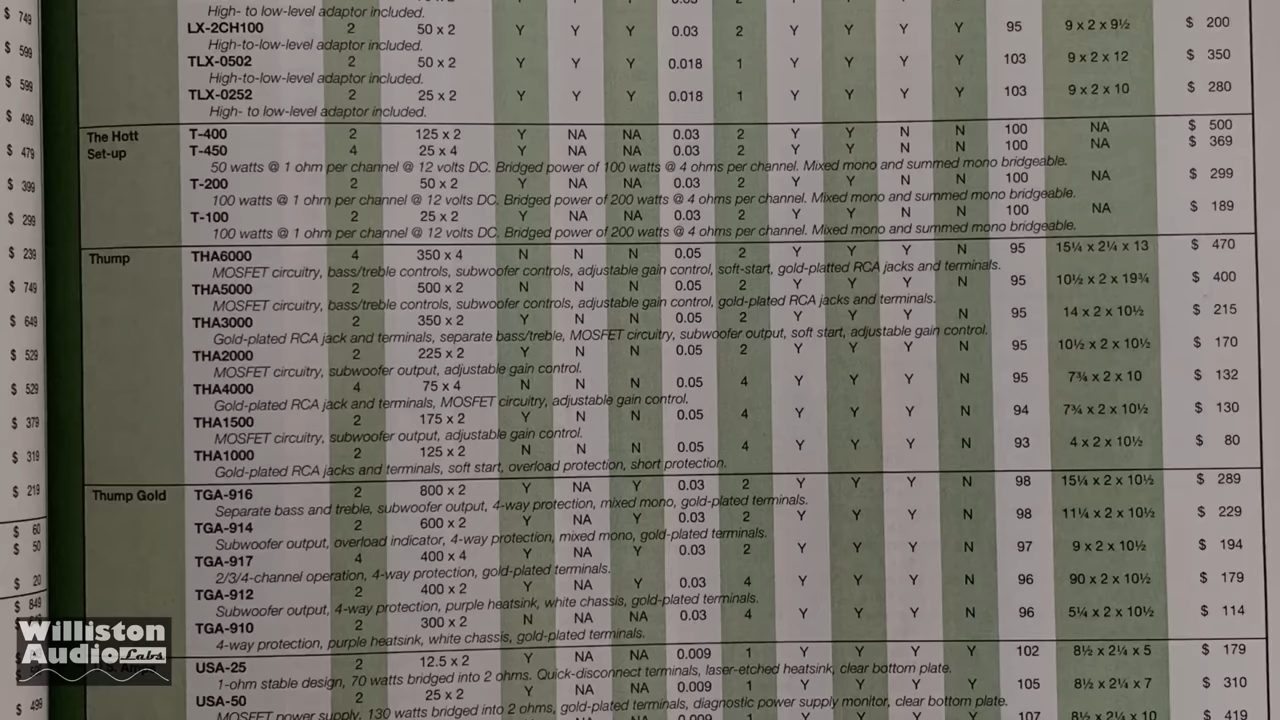 $ 749
$ 599
$ 599
$ 499
$ 479
$ 399
$ 299
$ 239
$ 749
$ 649
$ 529
$ 529
$ 379
$ 319
$ 219
$ 60
$ 50
$ 20
$ 849
$ 499
High- to low-level adaptor included.
LX-2CH100 2 50 x 2 Y Y Y 0.03 2 Y Y Y Y 95 9 x 2 x 9½ $ 200
High-to-low-level adaptor included.
TLX-0502 2 50 x 2 Y Y Y 0.018 1 Y Y Y Y 103 9 x 2 x 12 $ 350
High-to-low-level adaptor included.
TLX-0252 2 25 x 2 Y Y Y 0.018 1 Y Y Y Y 103 9 x 2 x 10 $ 280
High- to low-level adaptor included.
The Hott Set-up
T-400 2 125 x 2 Y NA NA 0.03 2 Y Y N N 100 NA $ 500
T-450 4 25 x 4 Y NA NA 0.03 2 Y Y N N 100 NA $ 369
50 watts @ 1 ohm per channel @ 12 volts DC. Bridged power of 100 watts @ 4 ohms per channel. Mixed mono and summed mono bridgeable.
T-200 2 50 x 2 Y NA NA 0.03 2 Y Y N N 100 NA $ 299
100 watts @ 1 ohm per channel @ 12 volts DC. Bridged power of 200 watts @ 4 ohms per channel. Mixed mono and summed mono bridgeable.
T-100 2 25 x 2 Y NA NA 0.03 2 Y Y N N 100 NA $ 189
100 watts @ 1 ohm per channel @ 12 volts DC. Bridged power of 200 watts @ 4 ohms per channel. Mixed mono and summed mono bridgeable.
Thump
THA6000 4 350 x 4 N N N 0.05 2 Y Y Y N 95 15¼ x 2¼ x 13 $ 470
MOSFET circuitry, bass/treble controls, subwoofer controls, adjustable gain control, soft-start, gold-platted RCA jacks and terminals.
THA5000 2 500 x 2 N N N 0.05 2 Y Y Y N 95 10½ x 2 x 19¾ $ 400
MOSFET circuitry, bass/treble controls, subwoofer controls, adjustable gain control, gold-plated RCA jacks and terminals.
THA3000 2 350 x 2 Y N N 0.05 2 Y Y Y N 95 14 x 2 x 10½ $ 215
Gold-plated RCA jack and terminals, separate bass/treble, MOSFET circuitry, subwoofer output, soft start, adjustable gain control.
THA2000 2 225 x 2 Y N N 0.05 2 Y Y Y N 95 10½ x 2 x 10½ $ 170
MOSFET circuitry, subwoofer output, adjustable gain control.
THA4000 4 75 x 4 N N N 0.05 4 Y Y Y N 95 7¾ x 2 x 10 $ 132
Gold-plated RCA jack and terminals, MOSFET circuitry, adjustable gain control.
THA1500 2 175 x 2 Y N N 0.05 4 Y Y Y N 94 7¾ x 2 x 10½ $ 130
MOSFET circuitry, subwoofer output, adjustable gain control.
THA1000 2 125 x 2 N N N 0.05 4 Y Y Y N 93 4 x 2 x 10½ $ 80
Gold-plated RCA jacks and terminals, soft start, overload protection, short protection.
Thump Gold
TGA-916 2 800 x 2 Y NA Y 0.03 2 Y Y Y N 98 15¼ x 2 x 10½ $ 289
Separate bass and treble, subwoofer output, 4-way protection, mixed mono, gold-plated terminals.
TGA-914 2 600 x 2 Y NA Y 0.03 2 Y Y Y N 98 11¼ x 2 x 10½ $ 229
Subwoofer output, overload indicator, 4-way protection, mixed mono, gold-plated terminals.
TGA-917 4 400 x 4 Y NA Y 0.03 2 Y Y Y N 97 9 x 2 x 10½ $ 194
2/3/4-channel operation, 4-way protection, gold-plated terminals.
TGA-912 2 400 x 2 Y NA Y 0.03 4 Y Y Y N 96 90 x 2 x 10½ $ 179
Subwoofer output, 4-way protection, purple heatsink, white chassis, gold-plated terminals.
TGA-910 2 300 x 2 N NA NA 0.03 4 Y Y Y N 96 5¼ x 2 x 10½ $ 114
4-way protection, purple heatsink, white chassis, gold-plated terminals.
USA-25 2 12.5 x 2 Y NA NA 0.009 1 Y Y Y Y 102 8½ x 2¼ x 5 $ 179
1-ohm stable design, 70 watts bridged into 2 ohms. Quick-disconnect terminals, laser-etched heatsink, clear bottom plate.
USA-50 2 25 x 2 Y NA NA 0.009 1 Y Y Y Y 105 8½ x 2¼ x 7 $ 310
MOSFET power supply, 130 watts bridged into 2 ohms, gold-plated terminals, diagnostic power supply monitor, clear bottom plate.
107 8½ x 2¼ x 10 $ 419
Williston
Audio Labs